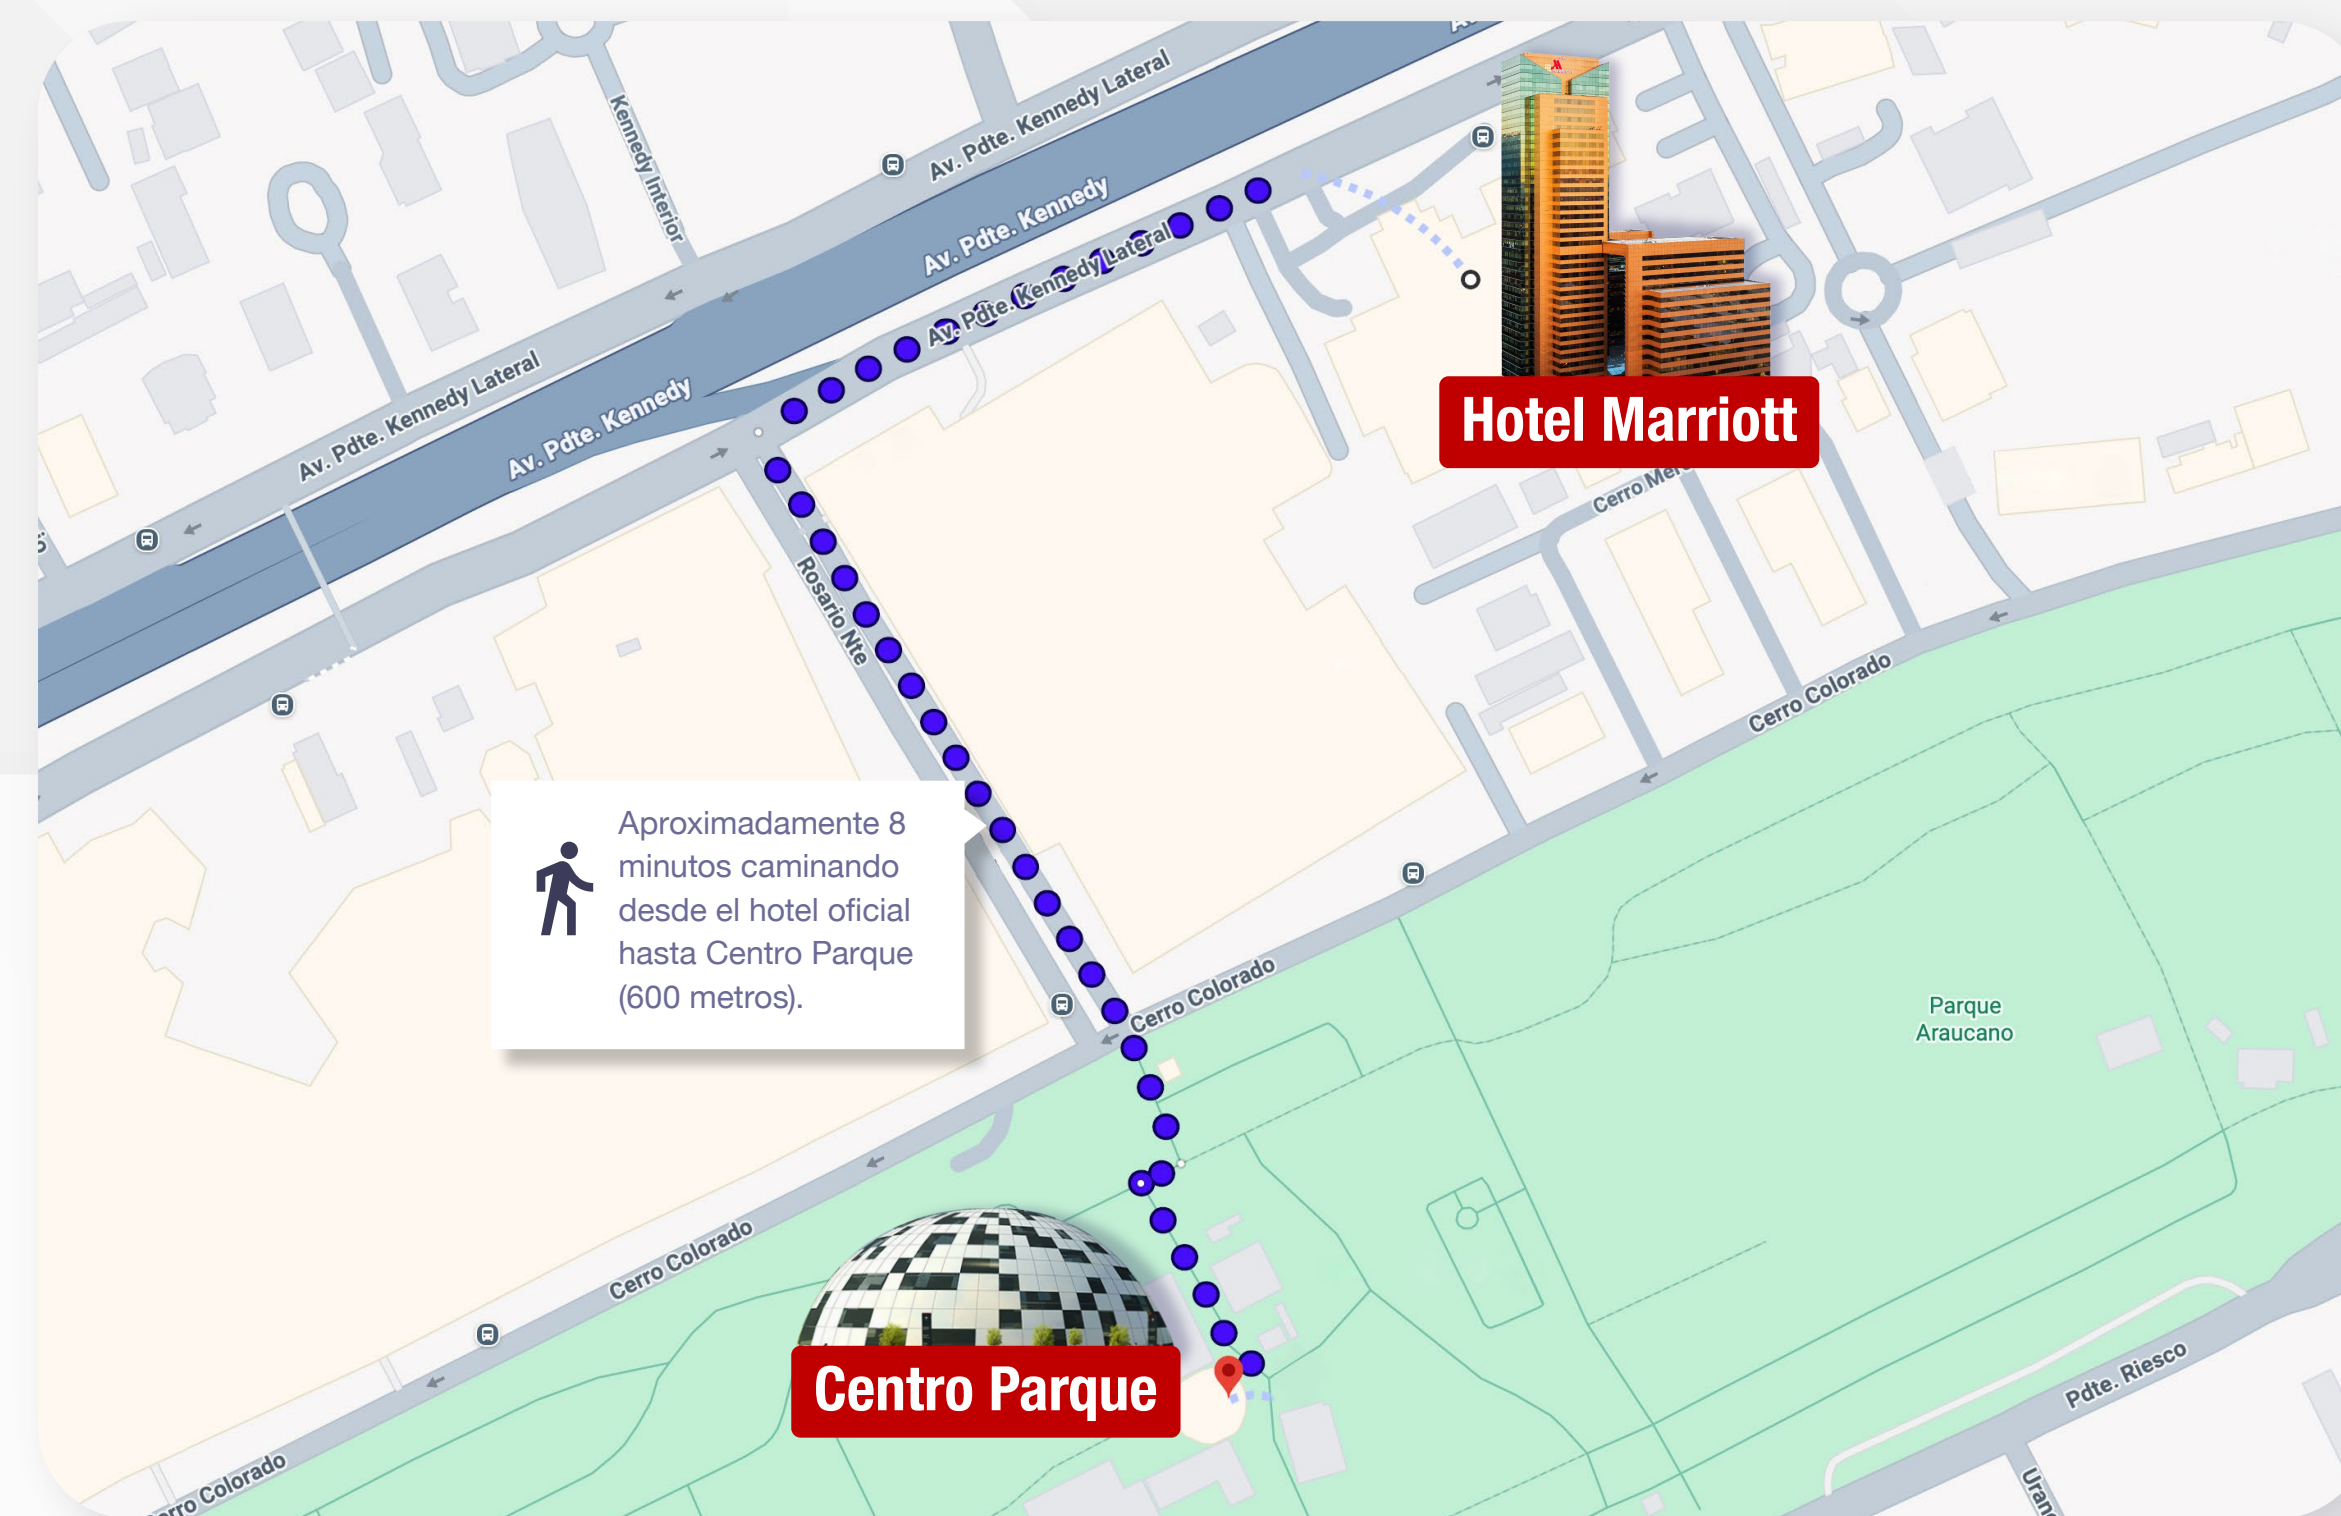 Av. Pdte. Kennedy Lateral
Kennedy Interior
Av. Pdte. Kennedy
Av. Pdte. Kennedy Lateral
Av. Pdte. Kennedy Lateral
Av. Pdte. Kennedy
Hotel Marriott
Rosario Nte
Cerro Colorado
Aproximadamente 8
minutos caminando
desde el hotel oficial
hasta Centro Parque
(600 metros).
Cerro Colorado
Parque
Araucano
Cerro Colorado
Centro Parque
Pdte. Riesco
Colorado